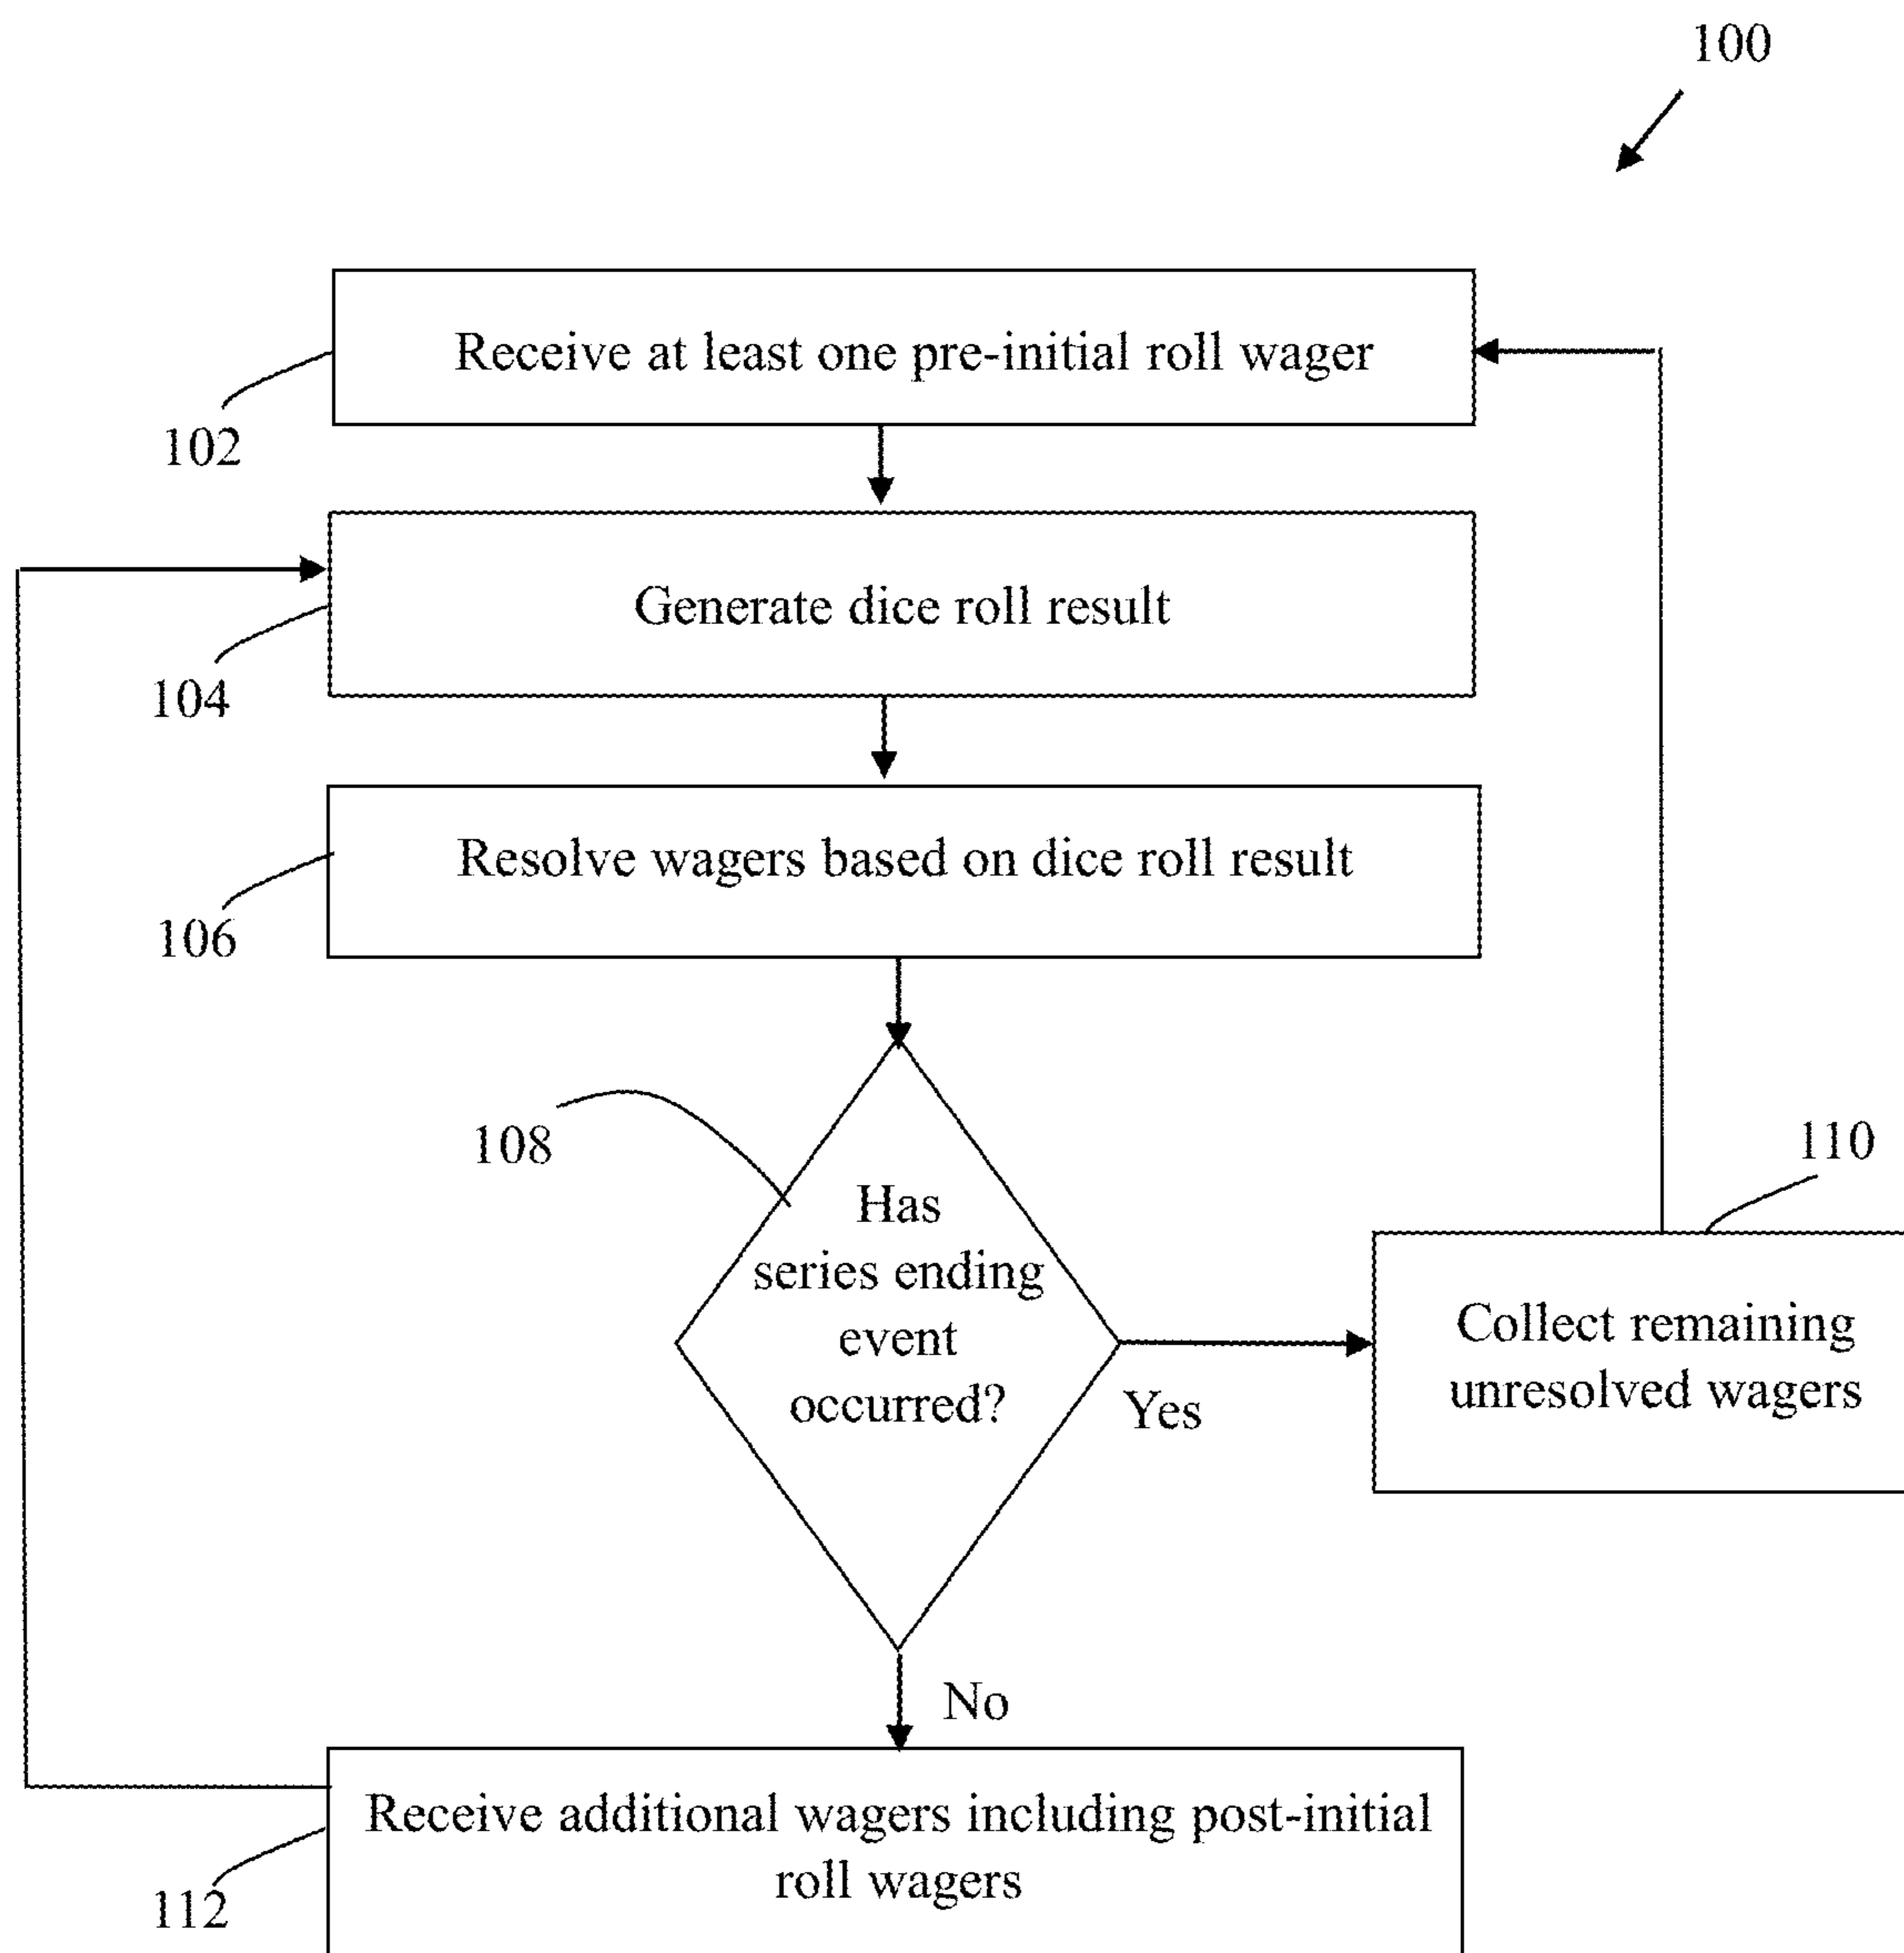 100
Receive at least one pre-initial roll wager
102
Generate dice roll result
104
Resolve wagers based on dice roll result
106
108
Has
series ending
event
occurred?
Yes
110
Collect remaining
unresolved wagers
No
Receive additional wagers including post-initial
roll wagers
112